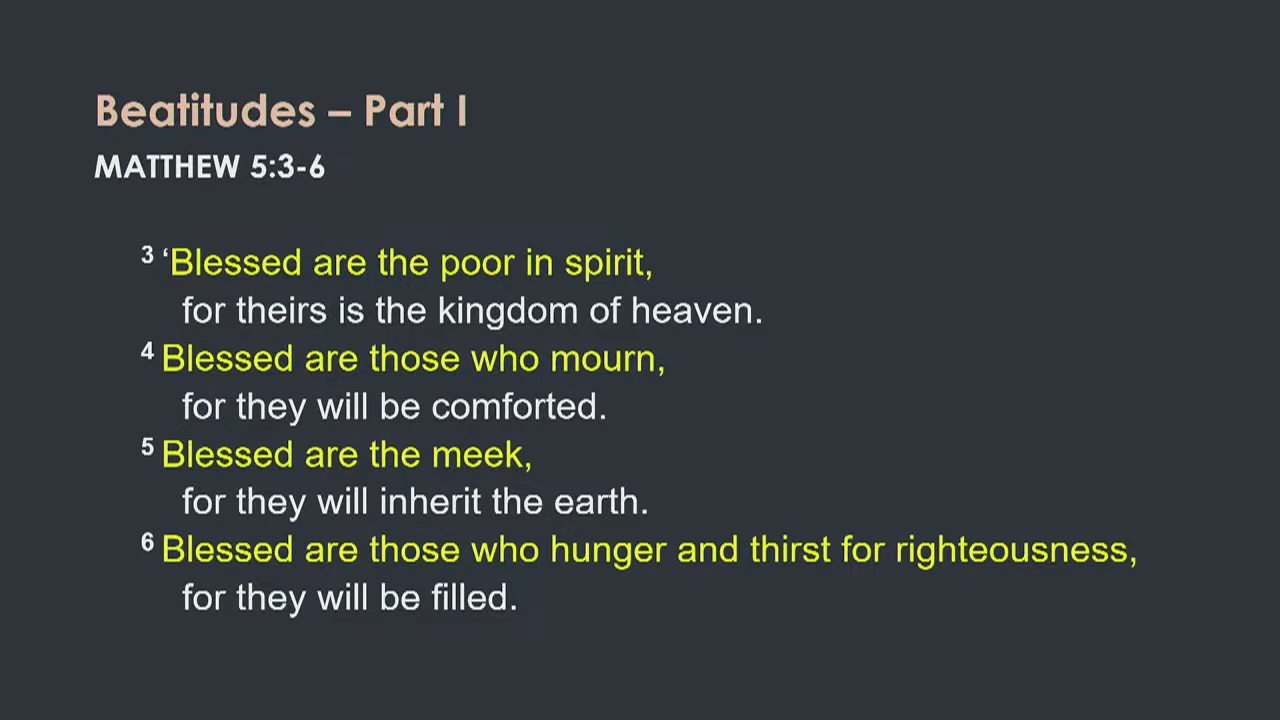 Beatitudes – Part I
MATTHEW 5:3-6
3 ‘Blessed are the poor in spirit,
for theirs is the kingdom of heaven.
4 Blessed are those who mourn,
for they will be comforted.
5 Blessed are the meek,
for they will inherit the earth.
6 Blessed are those who hunger and thirst for righteousness,
for they will be filled.